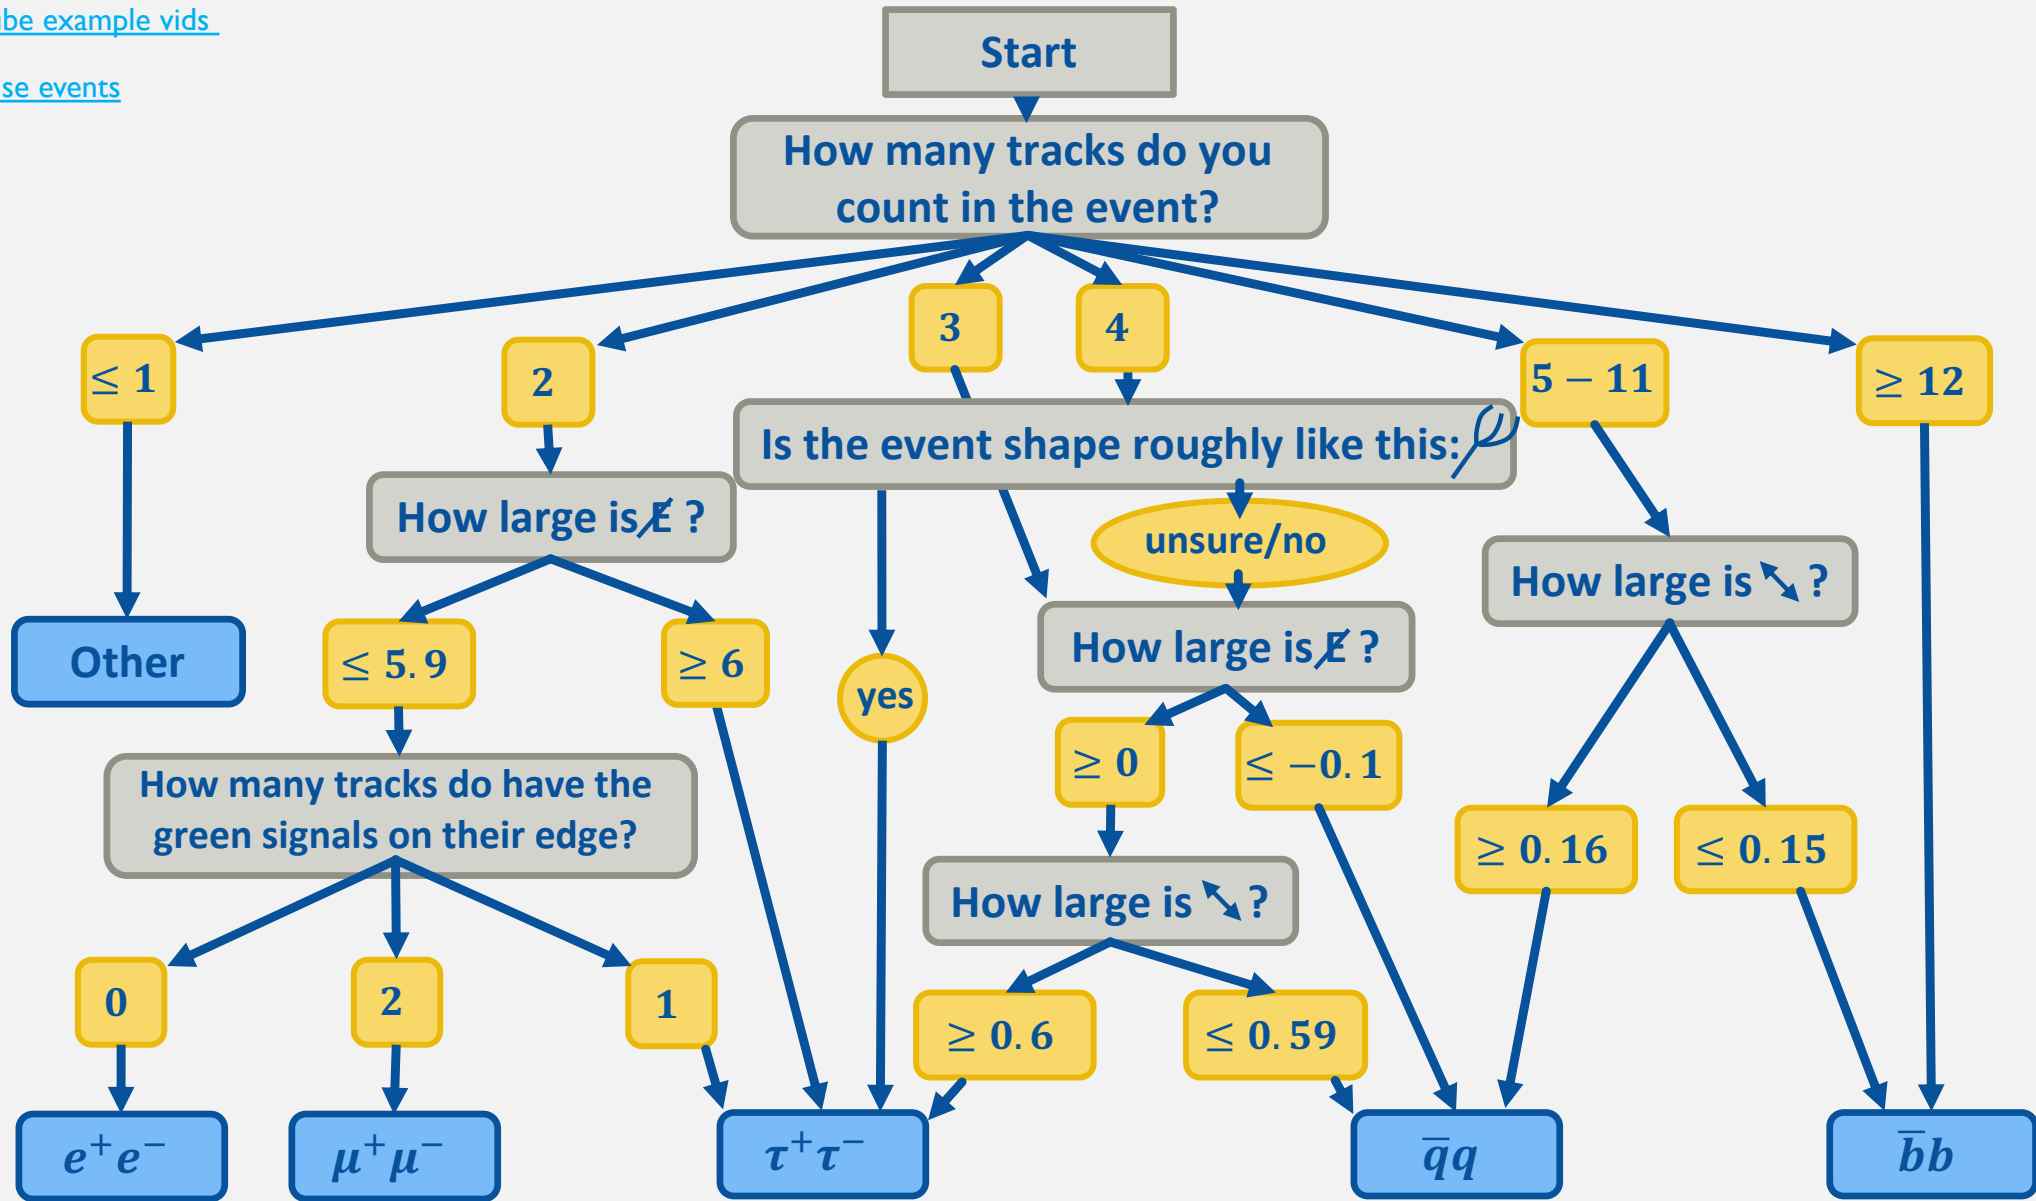 be example vids
se events
Start
How many tracks do you
count in the event?
3
4
≤ 1
2
5 − 11
≥ 12
Is the event shape roughly like this:
How large is E̸ ?
unsure/no
How large is ⤡ ?
Other
≤ 5.9
≥ 6
yes
How large is E̸ ?
≥ 0
≤ −0.1
How many tracks do have the
green signals on their edge?
≥ 0.16
≤ 0.15
How large is ⤡ ?
0
2
1
≥ 0.6
≤ 0.59
e⁺e⁻
μ⁺μ⁻
τ⁺τ⁻
q̅q
b̅b